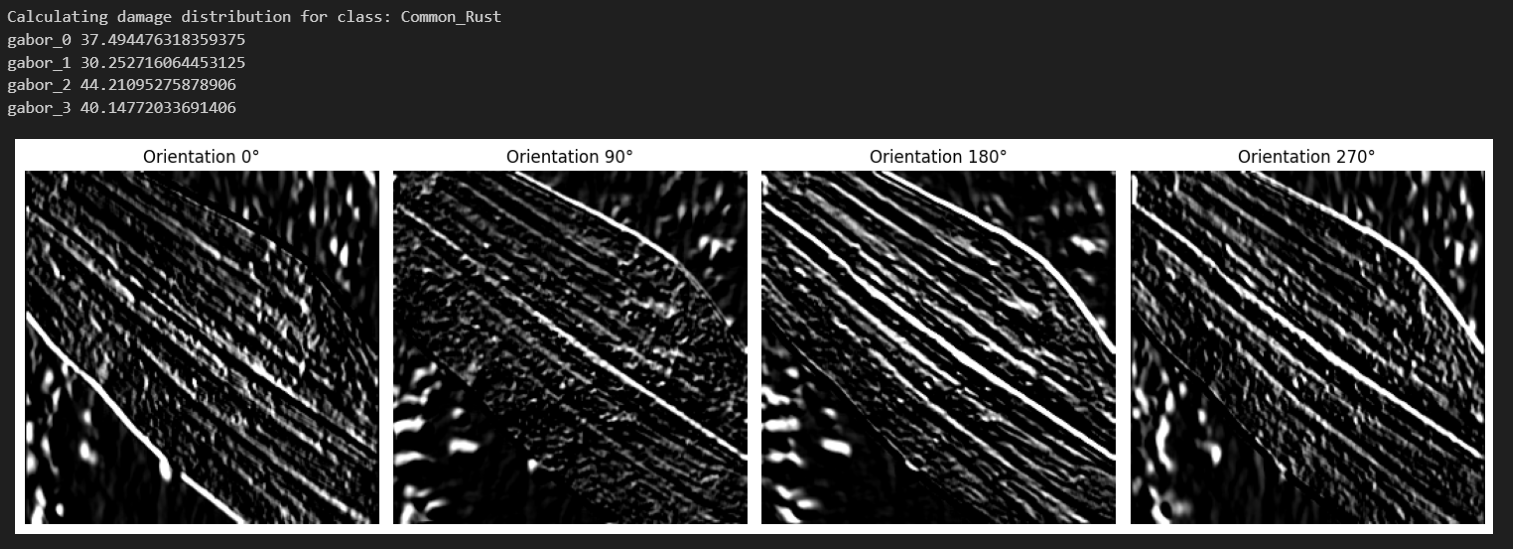 Calculating damage distribution for class: Common_Rust
gabor_0 37.494476318359375
gabor_1 30.252716064453125
gabor_2 44.21095275878906
gabor_3 40.14772033691406
Orientation 0° Orientation 90° Orientation 180° Orientation 270°